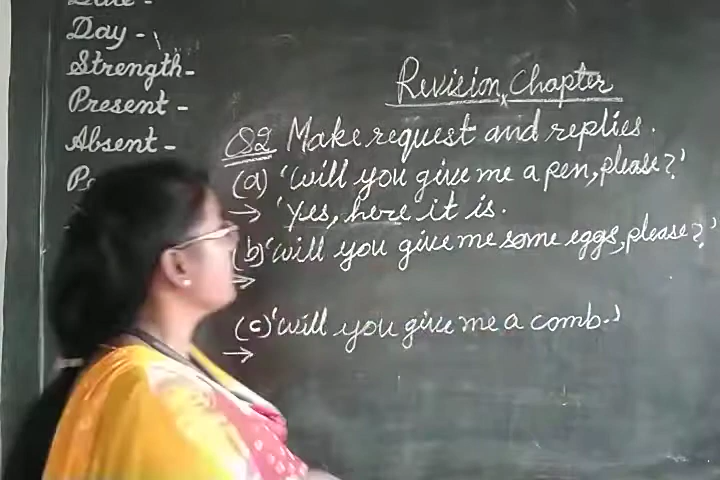 Date -
Day -
Strength-
Present -
Absent -
Revision Chapter
Q2 Make request and replies.
(a) 'will you give me a pen, please?'
→ 'Yes, here it is.
(b) 'will you give me some eggs, please?'
→
(c) 'will you give me a comb.'
→